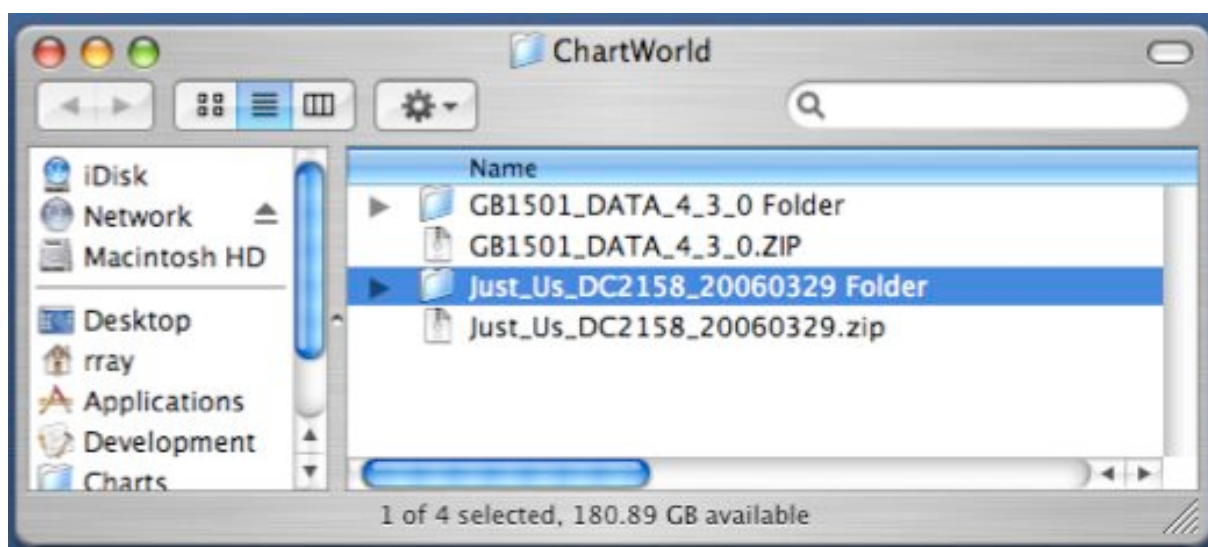 ChartWorld
iDisk
Network
Macintosh HD
Desktop
rray
Applications
Development
Charts
Name
GB1501_DATA_4_3_0 Folder
GB1501_DATA_4_3_0.ZIP
Just_Us_DC2158_20060329 Folder
Just_Us_DC2158_20060329.zip
1 of 4 selected, 180.89 GB available